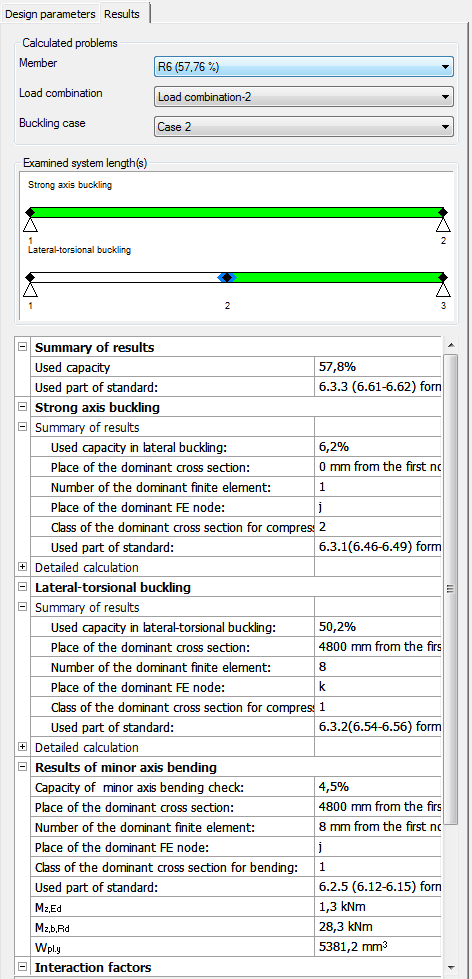 Design parameters Results
Calculated problems
Member R6 (57,76 %)
Load combination Load combination-2
Buckling case Case 2
Examined system length(s)
Strong axis buckling
1 2
Lateral-torsional buckling
1 2 3
Summary of results
Used capacity 57,8%
Used part of standard: 6.3.3 (6.61-6.62) form
Strong axis buckling
Summary of results
Used capacity in lateral buckling: 6,2%
Place of the dominant cross section: 0 mm from the first no
Number of the dominant finite element: 1
Place of the dominant FE node: j
Class of the dominant cross section for compress 2
Used part of standard: 6.3.1(6.46-6.49) form
Detailed calculation
Lateral-torsional buckling
Summary of results
Used capacity in lateral-torsional buckling: 50,2%
Place of the dominant cross section: 4800 mm from the firs
Number of the dominant finite element: 8
Place of the dominant FE node: k
Class of the dominant cross section for compress 1
Used part of standard: 6.3.2(6.54-6.56) form
Detailed calculation
Results of minor axis bending
Capacity of minor axis bending check: 4,5%
Place of the dominant cross section: 4800 mm from the firs
Number of the dominant finite element: 8 mm from the first no
Place of the dominant FE node: j
Class of the dominant cross section for bending: 1
Used part of standard: 6.2.5 (6.12-6.15) form
Mz,Ed 1,3 kNm
Mz,b,Rd 28,3 kNm
Wpl,y 5381,2 mm³
Interaction factors